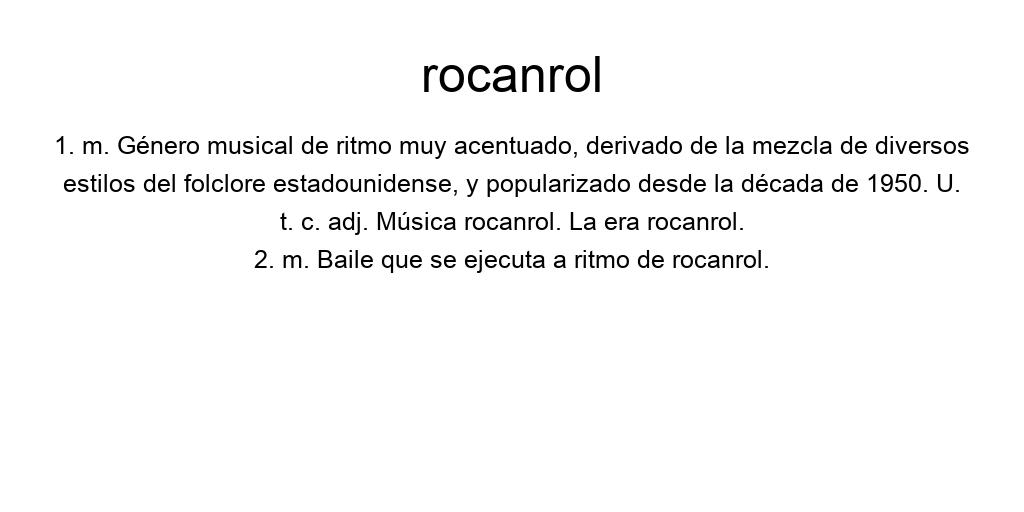 rocanrol
1. m. Género musical de ritmo muy acentuado, derivado de la mezcla de diversos
estilos del folclore estadounidense, y popularizado desde la década de 1950. U.
t. c. adj. Música rocanrol. La era rocanrol.
2. m. Baile que se ejecuta a ritmo de rocanrol.